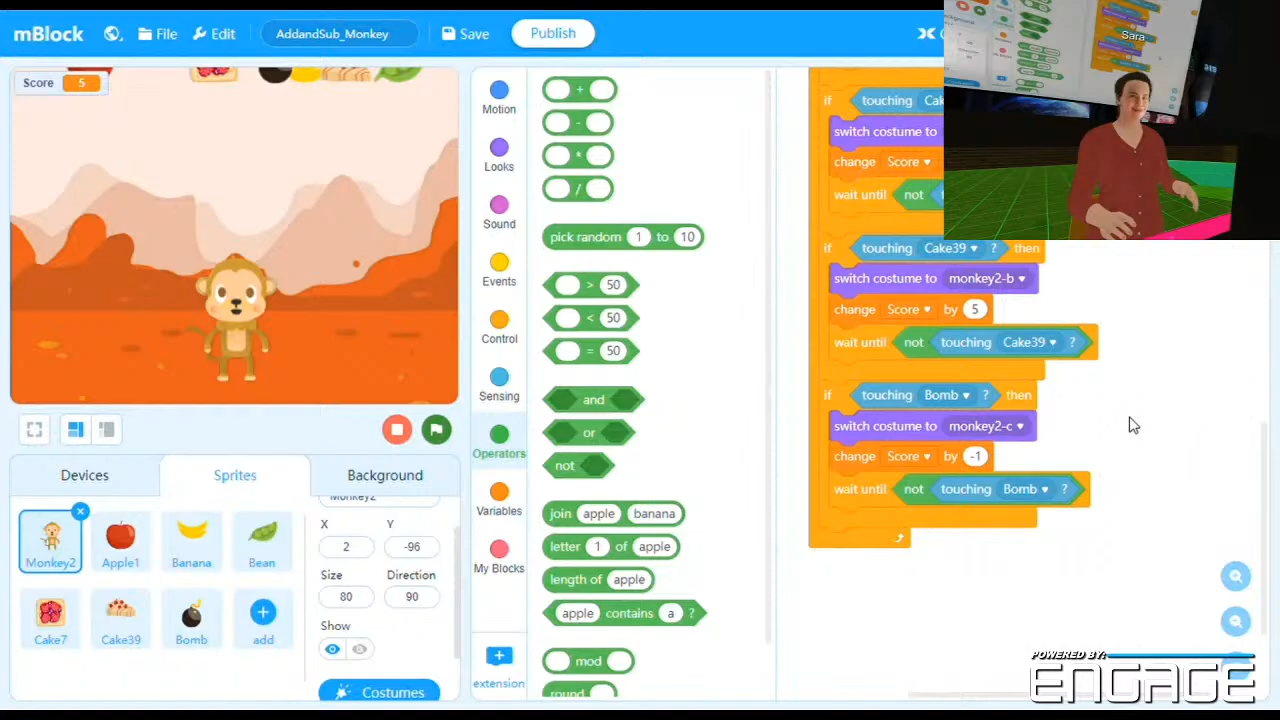 mBlock
File
Edit
AddandSub_Monkey
Save
Publish
Sara
Score 5
Motion
Looks
Sound
Events
Control
Sensing
Operators
Variables
My Blocks
extension
+
-
*
/
pick random 1 to 10
> 50
< 50
= 50
and
or
not
join apple banana
letter 1 of apple
length of apple
apple contains a ?
mod
round
if touching Cak
switch costume to
change Score
wait until not
if touching Cake39 ? then
switch costume to monkey2-b
change Score by 5
wait until not touching Cake39 ?
if touching Bomb ? then
switch costume to monkey2-c
change Score by -1
wait until not touching Bomb ?
Devices
Sprites
Background
Monkey2
Apple1
Banana
Bean
Cake7
Cake39
Bomb
add
Monkey2
X
Y
2
-96
Size
Direction
80
90
Show
Costumes
POWERED BY:
ENGAGE